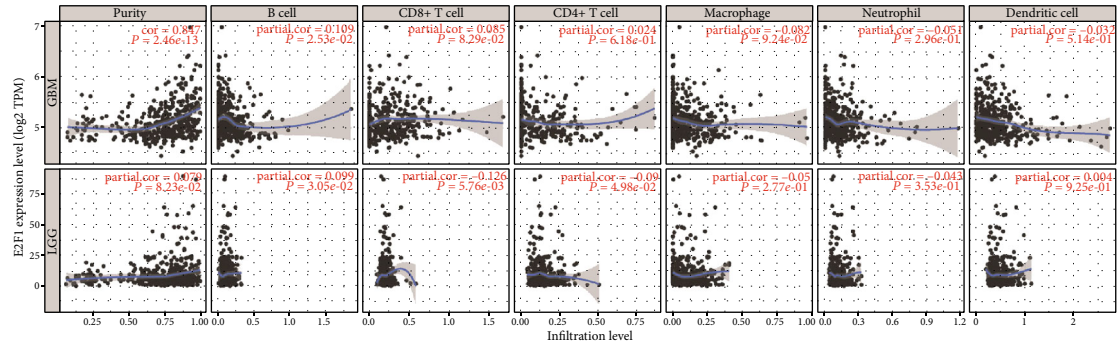 Purity B cell CD8+ T cell CD4+ T cell Macrophage Neutrophil Dendritic cell
cor = 0.847 partial.cor = 0.109 partial.cor = 0.085 partial.cor = 0.024 partial.cor = −0.082 partial.cor = −0.051 partial.cor = −0.032
P = 2.46e-13 P = 2.53e-02 P = 8.29e-02 P = 6.18e-01 P = 9.24e-02 P = 2.96e-01 P = 5.14e-01
7
6
5
GBM
E2F1 expression level (log2 TPM)
partial.cor = 0.079 partial.cor = 0.099 partial.cor = −0.126 partial.cor = −0.09 partial.cor = −0.05 partial.cor = −0.043 partial.cor = 0.004
P = 8.23e-02 P = 3.05e-02 P = 5.76e-03 P = 4.98e-02 P = 2.77e-01 P = 3.53e-01 P = 9.25e-01
75
50
25
0
LGG
0.25 0.50 0.75 1.00 0.0 0.5 1.0 1.5 0.0 0.5 1.0 1.5 0.00 0.25 0.50 0.75 0.00 0.25 0.50 0.75 1.00 0.0 0.3 0.6 0.9 1.2 0 1 2
Infiltration level